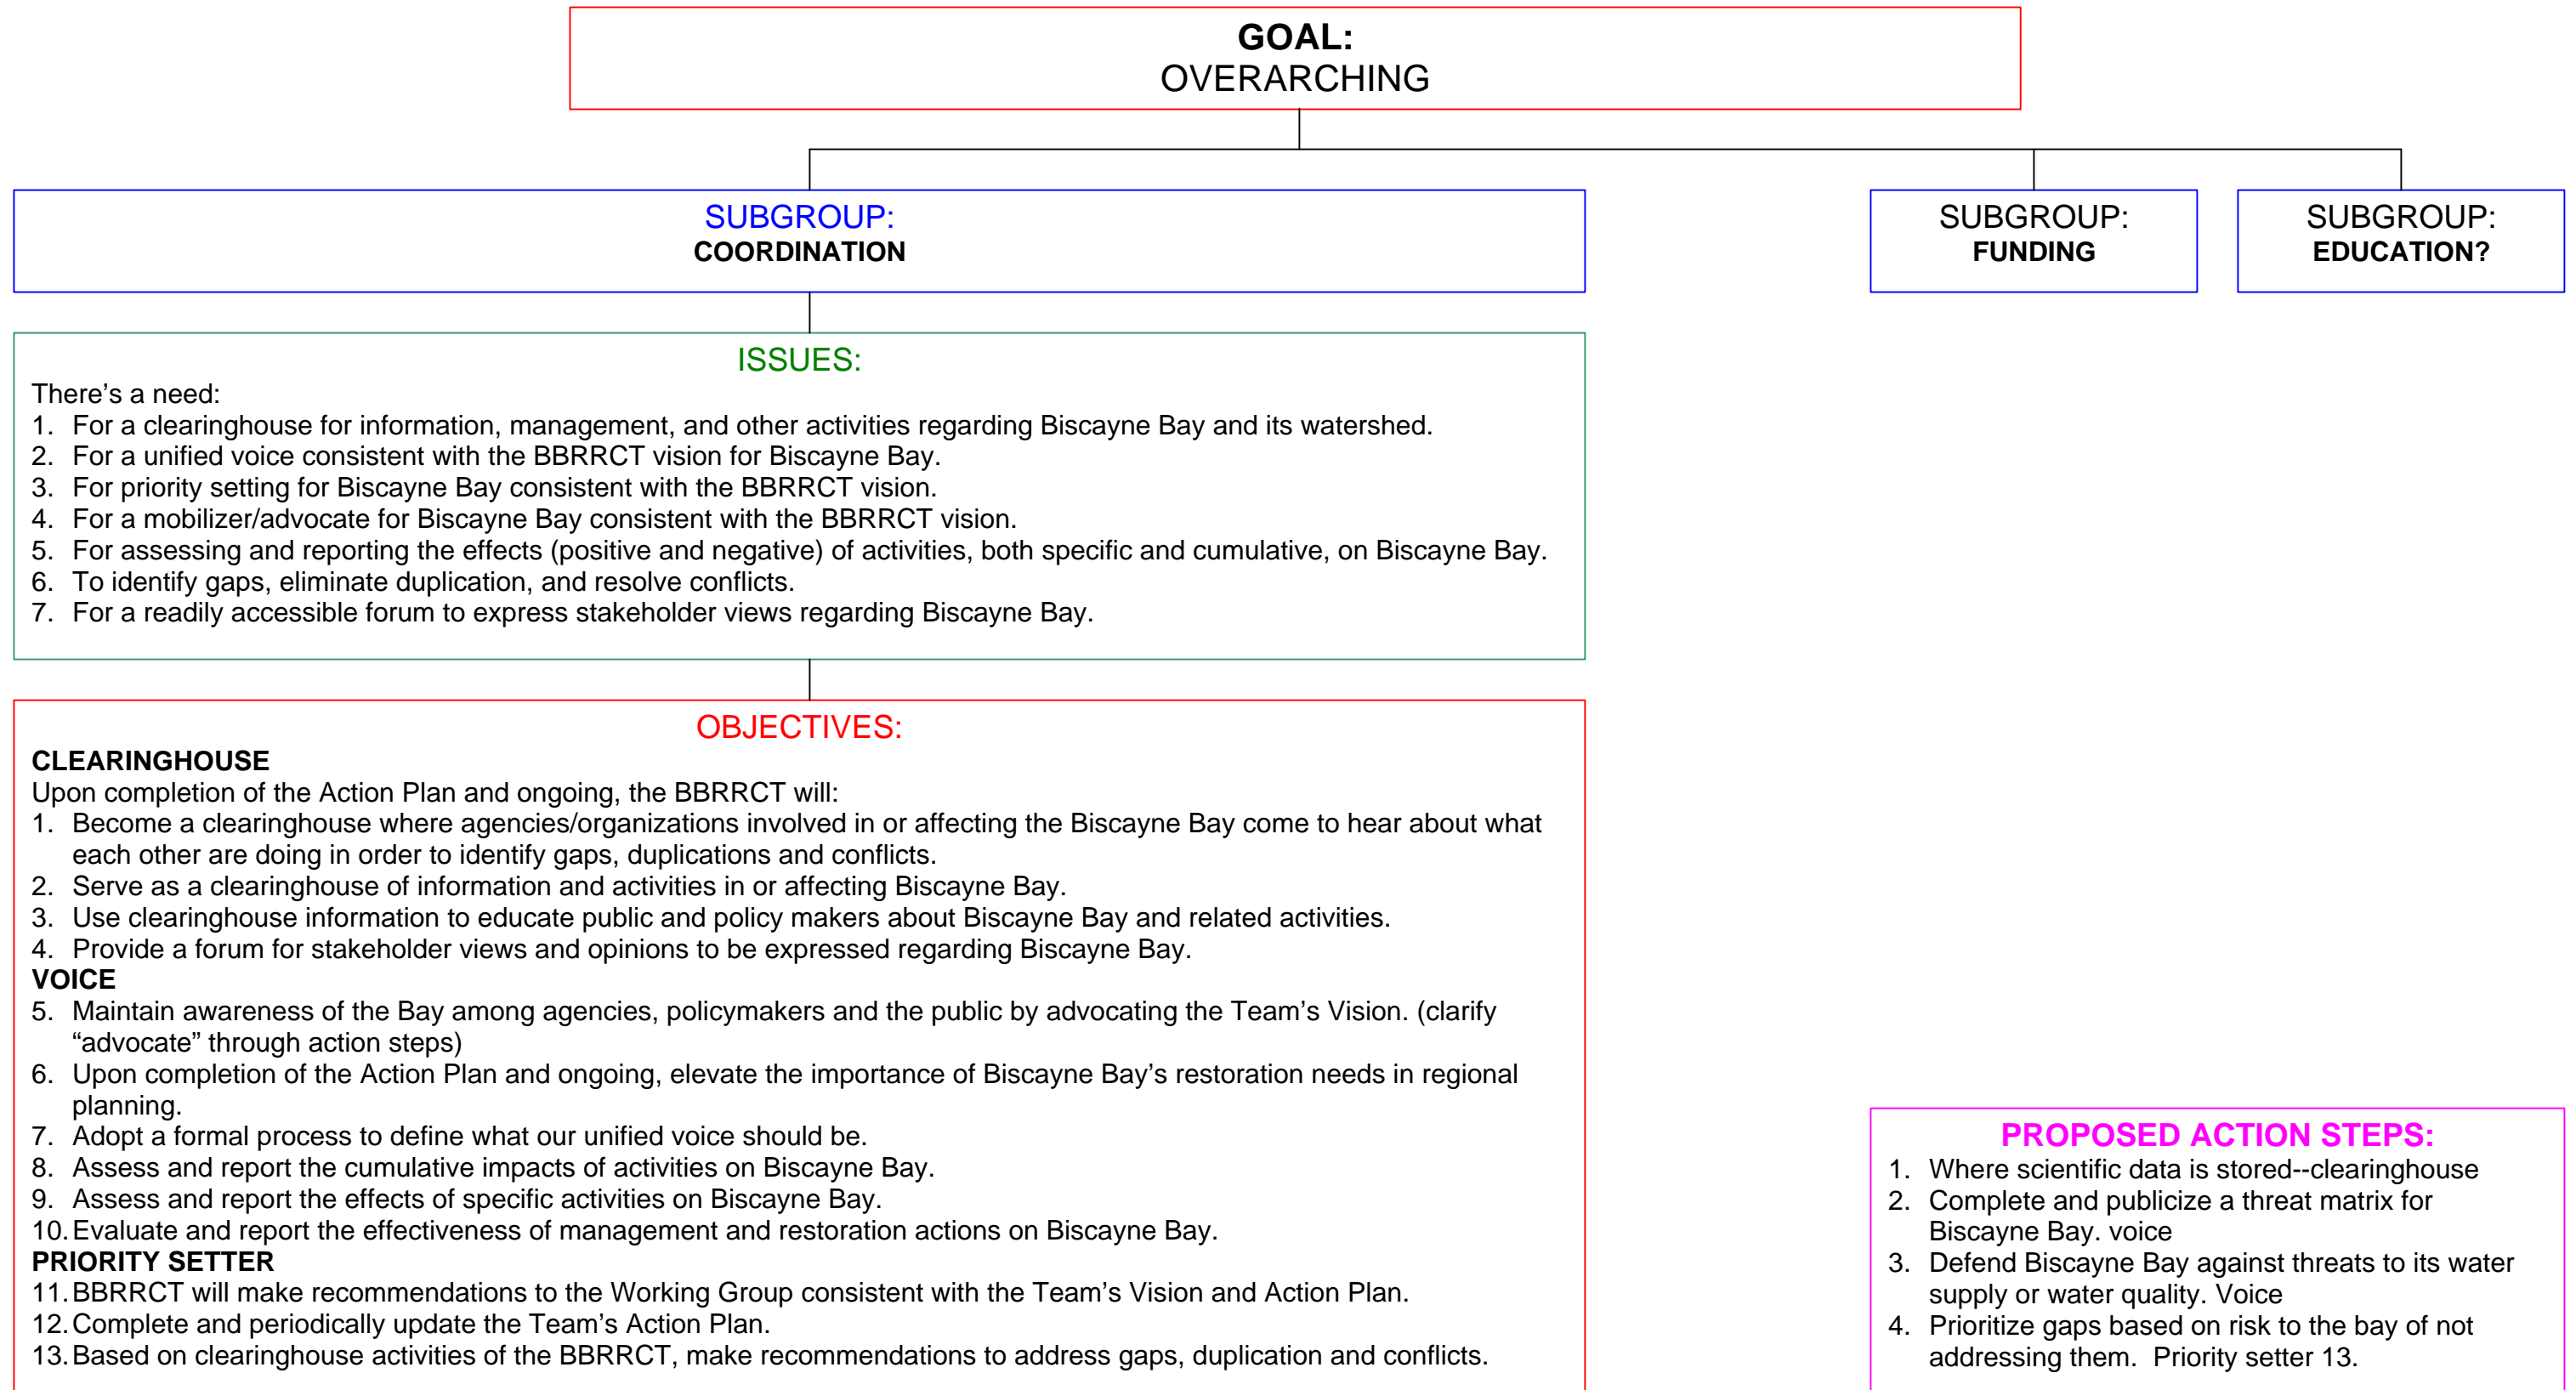 GOAL:
OVERARCHING
SUBGROUP:
COORDINATION
SUBGROUP:
FUNDING
SUBGROUP:
EDUCATION?
ISSUES:
There’s a need:
1. For a clearinghouse for information, management, and other activities regarding Biscayne Bay and its watershed.
2. For a unified voice consistent with the BBRRCT vision for Biscayne Bay.
3. For priority setting for Biscayne Bay consistent with the BBRRCT vision.
4. For a mobilizer/advocate for Biscayne Bay consistent with the BBRRCT vision.
5. For assessing and reporting the effects (positive and negative) of activities, both specific and cumulative, on Biscayne Bay.
6. To identify gaps, eliminate duplication, and resolve conflicts.
7. For a readily accessible forum to express stakeholder views regarding Biscayne Bay.
OBJECTIVES:
CLEARINGHOUSE
Upon completion of the Action Plan and ongoing, the BBRRCT will:
1. Become a clearinghouse where agencies/organizations involved in or affecting the Biscayne Bay come to hear about what
each other are doing in order to identify gaps, duplications and conflicts.
2. Serve as a clearinghouse of information and activities in or affecting Biscayne Bay.
3. Use clearinghouse information to educate public and policy makers about Biscayne Bay and related activities.
4. Provide a forum for stakeholder views and opinions to be expressed regarding Biscayne Bay.
VOICE
5. Maintain awareness of the Bay among agencies, policymakers and the public by advocating the Team’s Vision. (clarify
“advocate” through action steps)
6. Upon completion of the Action Plan and ongoing, elevate the importance of Biscayne Bay’s restoration needs in regional
planning.
7. Adopt a formal process to define what our unified voice should be.
8. Assess and report the cumulative impacts of activities on Biscayne Bay.
9. Assess and report the effects of specific activities on Biscayne Bay.
10. Evaluate and report the effectiveness of management and restoration actions on Biscayne Bay.
PRIORITY SETTER
11. BBRRCT will make recommendations to the Working Group consistent with the Team’s Vision and Action Plan.
12. Complete and periodically update the Team’s Action Plan.
13. Based on clearinghouse activities of the BBRRCT, make recommendations to address gaps, duplication and conflicts.
PROPOSED ACTION STEPS:
1. Where scientific data is stored--clearinghouse
2. Complete and publicize a threat matrix for
Biscayne Bay. voice
3. Defend Biscayne Bay against threats to its water
supply or water quality. Voice
4. Prioritize gaps based on risk to the bay of not
addressing them. Priority setter 13.